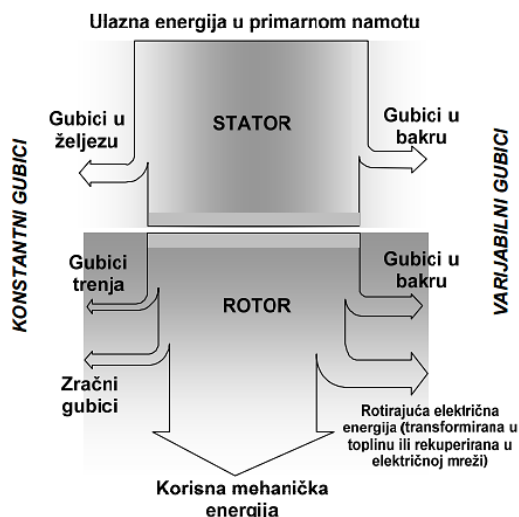 Ulazna energija u primarnom namotu
Gubici u
željezu
STATOR
Gubici u
bakru
KONSTANTNI GUBICI
VARIJABILNI GUBICI
Gubici
trenja
ROTOR
Gubici u
bakru
Zračni
gubici
Rotirajuća električna
energija (transformirana u
toplinu ili rekuperirana u
električnoj mreži)
Korisna mehanička
energija